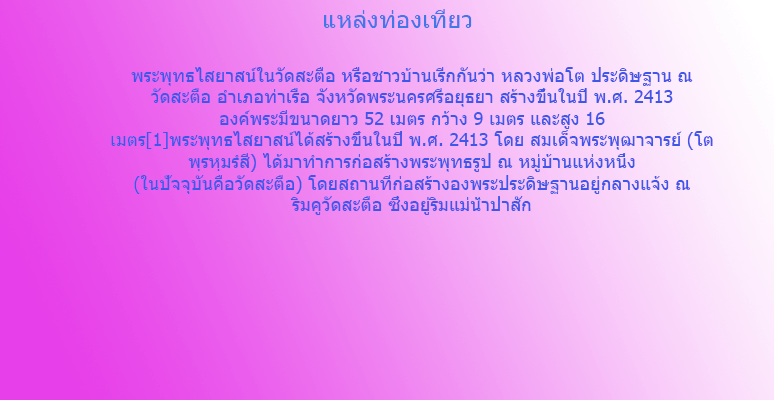 แหล่งท่องเที่ยว
พระพุทธไสยาสน์ในวัดสะตือ หรือชาวบ้านเรีกกันว่า หลวงพ่อโต ประดิษฐาน ณ
วัดสะตือ อำเภอท่าเรือ จังหวัดพระนครศรีอยุธยา สร้างขึ้นในปี พ.ศ. 2413
องค์พระมีขนาดยาว 52 เมตร กว้าง 9 เมตร และสูง 16
เมตร[1]พระพุทธไสยาสน์ได้สร้างขึ้นในปี พ.ศ. 2413 โดย สมเด็จพระพุฒาจารย์ (โต
พฺรหฺมรํสี) ได้มาทำการก่อสร้างพระพุทธรูป ณ หมู่บ้านแห่งหนึ่ง
(ในปัจจุบันคือวัดสะตือ) โดยสถานที่ก่อสร้างองพระประดิษฐานอยู่กลางแจ้ง ณ
ริมคูวัดสะตือ ซึ่งอยู่ริมแม่น้ำป่าสัก